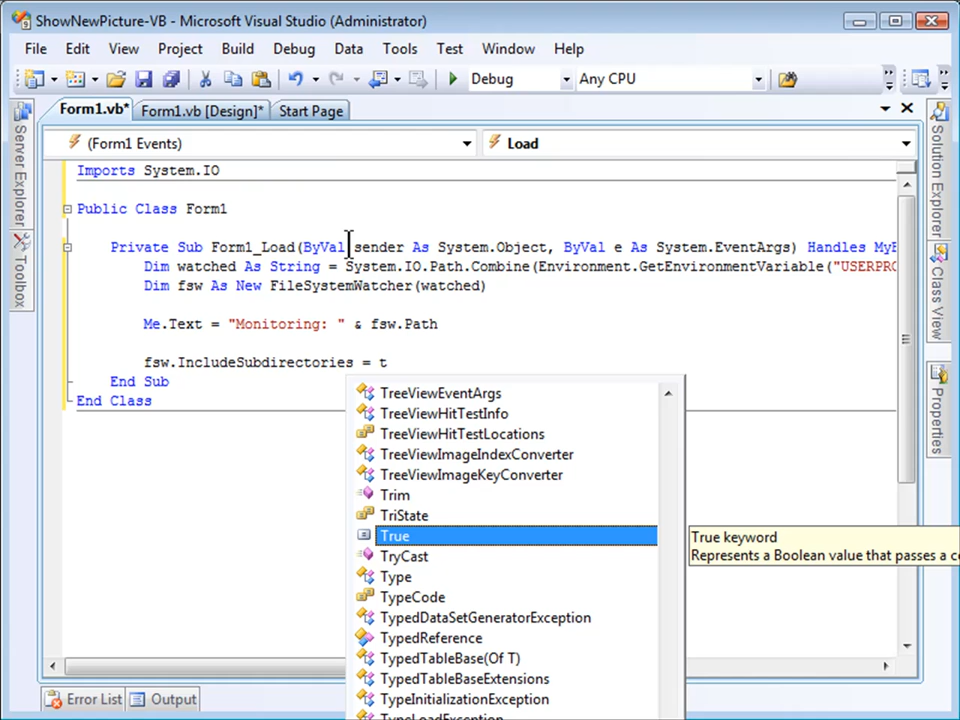 ShowNewPicture-VB - Microsoft Visual Studio (Administrator)
File Edit View Project Build Debug Data Tools Test Window Help
Debug Any CPU
Form1.vb* Form1.vb [Design]* Start Page
(Form1 Events) Load
Server Explorer
Toolbox
Solution Explorer
Class View
Properties
Imports System.IO
Public Class Form1
Private Sub Form1_Load(ByVal sender As System.Object, ByVal e As System.EventArgs) Handles MyB
Dim watched As String = System.IO.Path.Combine(Environment.GetEnvironmentVariable("USERPRO
Dim fsw As New FileSystemWatcher(watched)
Me.Text = "Monitoring: " & fsw.Path
fsw.IncludeSubdirectories = t
End Sub
End Class
TreeViewEventArgs
TreeViewHitTestInfo
TreeViewHitTestLocations
TreeViewImageIndexConverter
TreeViewImageKeyConverter
Trim
TriState
True
TryCast
Type
TypeCode
TypedDataSetGeneratorException
TypedReference
TypedTableBase(Of T)
TypedTableBaseExtensions
TypeInitializationException
TypeLoadException
True keyword
Represents a Boolean value that passes a co
Error List Output